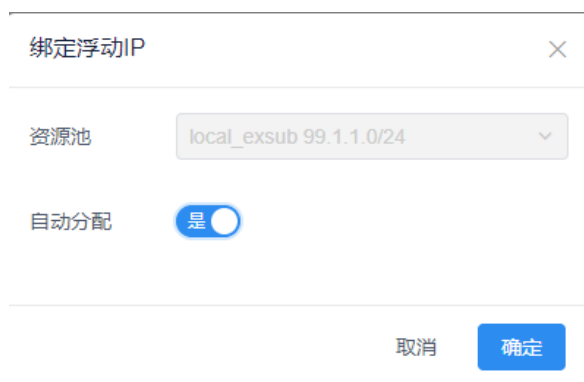 绑定浮动IP
资源池 local_exsub 99.1.1.0/24
自动分配 是
取消 确定